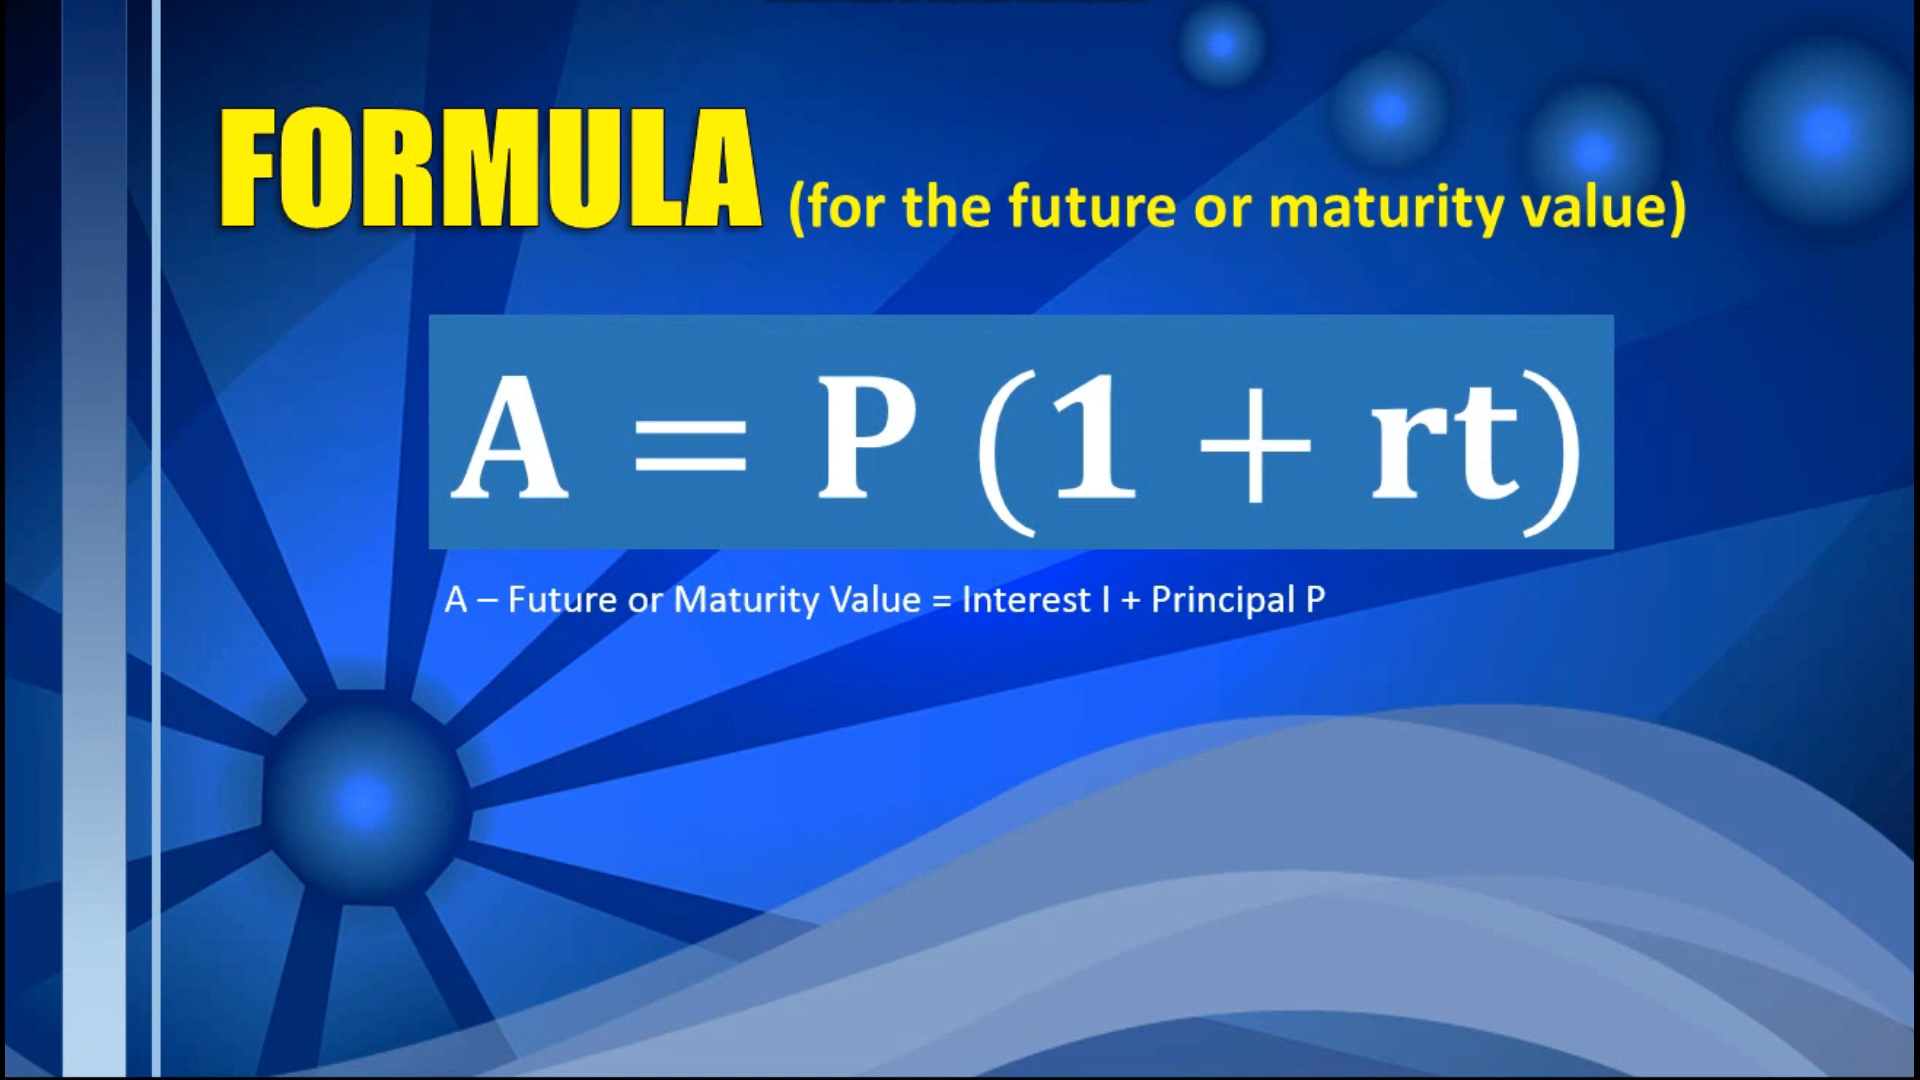 FORMULA (for the future or maturity value)
A = P (1 + rt)
A – Future or Maturity Value = Interest I + Principal P